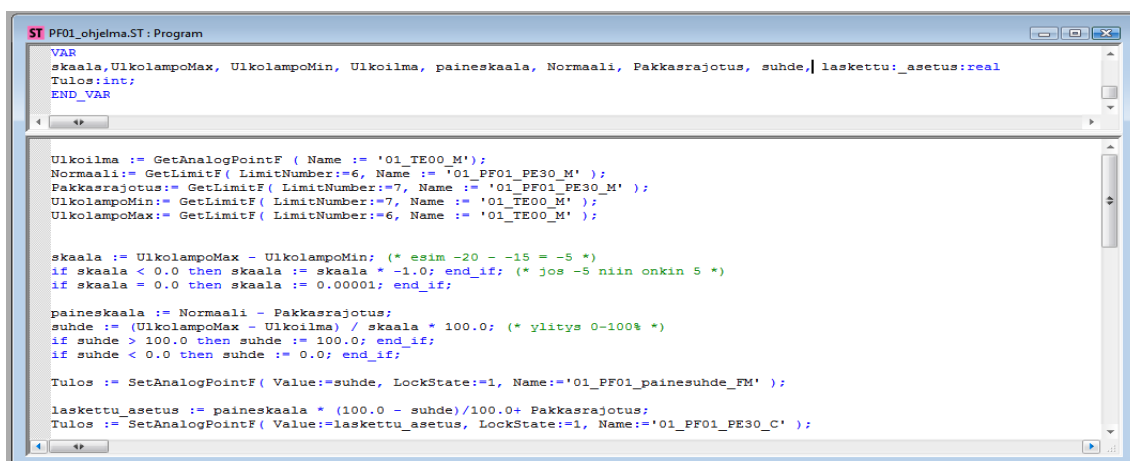 ST PF01_ohjelma.ST : Program
VAR
skaala,UlkolampoMax, UlkolampoMin, Ulkoilma, paineskaala, Normaali, Pakkasrajotus, suhde, laskettu:_asetus:real
Tulos:int;
END_VAR
Ulkoilma := GetAnalogPointF ( Name := '01_TE00_M');
Normaali:= GetLimitF( LimitNumber:=6, Name := '01_PF01_PE30_M' );
Pakkasrajotus:= GetLimitF( LimitNumber:=7, Name := '01_PF01_PE30_M' );
UlkolampoMin:= GetLimitF( LimitNumber:=7, Name := '01_TE00_M' );
UlkolampoMax:= GetLimitF( LimitNumber:=6, Name := '01_TE00_M' );
skaala := UlkolampoMax - UlkolampoMin; (* esim -20 - -15 = -5 *)
if skaala < 0.0 then skaala := skaala * -1.0; end_if; (* jos -5 niin onkin 5 *)
if skaala = 0.0 then skaala := 0.00001; end_if;
paineskaala := Normaali - Pakkasrajotus;
suhde := (UlkolampoMax - Ulkoilma) / skaala * 100.0; (* ylitys 0-100% *)
if suhde > 100.0 then suhde := 100.0; end_if;
if suhde < 0.0 then suhde := 0.0; end_if;
Tulos := SetAnalogPointF( Value:=suhde, LockState:=1, Name:='01_PF01_painesuhde_FM' );
laskettu_asetus := paineskaala * (100.0 - suhde)/100.0+ Pakkasrajotus;
Tulos := SetAnalogPointF( Value:=laskettu_asetus, LockState:=1, Name:='01_PF01_PE30_C' );